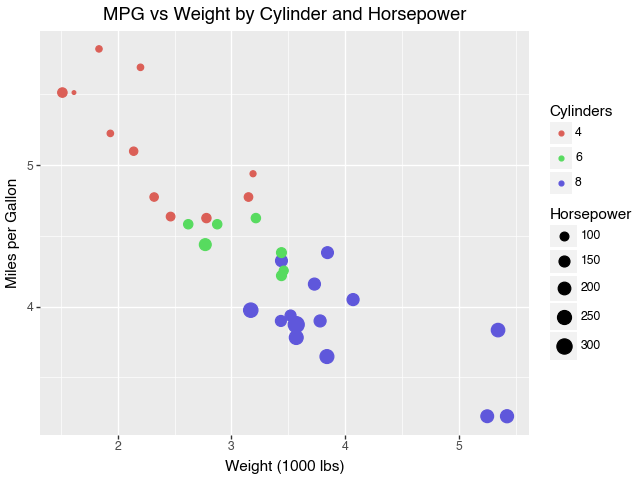 MPG vs Weight by Cylinder and Horsepower
Miles per Gallon
5
4
2
3
4
5
Weight (1000 lbs)
Cylinders
4
6
8
Horsepower
100
150
200
250
300